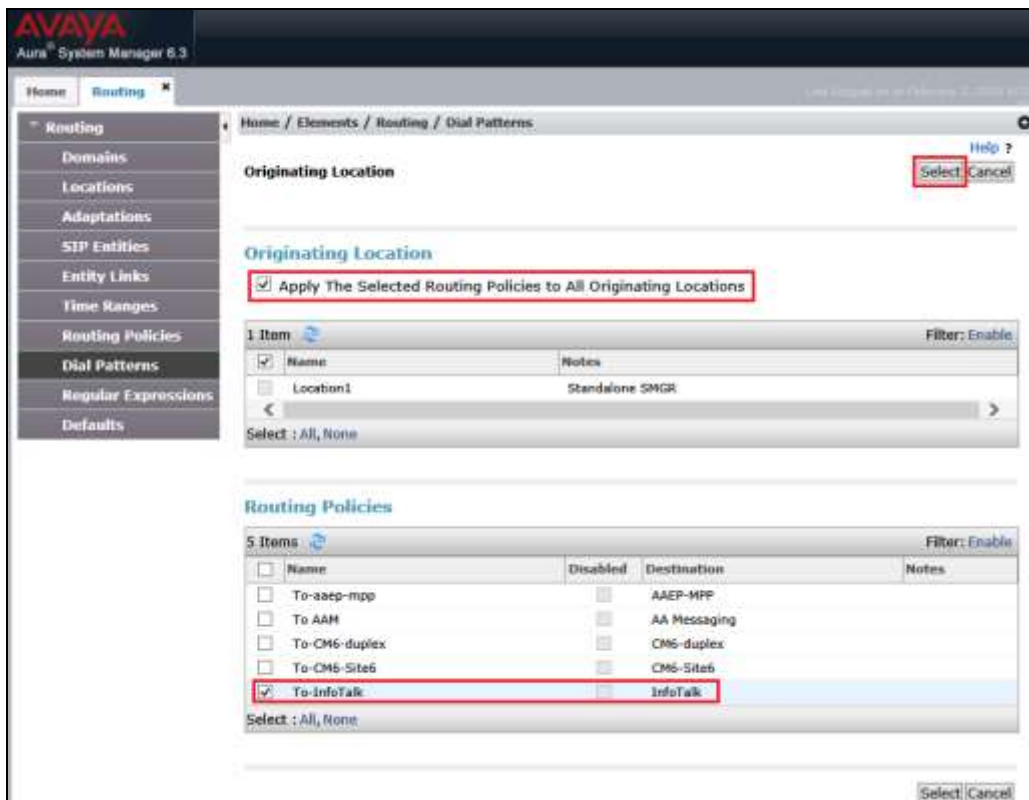 AVAYA
Aura® System Manager 6.3
Home Routing ✖
Routing
Domains
Locations
Adaptations
SIP Entities
Entity Links
Time Ranges
Routing Policies
Dial Patterns
Regular Expressions
Defaults
Home / Elements / Routing / Dial Patterns
Help ?
Originating Location Select Cancel
Originating Location
Apply The Selected Routing Policies to All Originating Locations
1 Item Filter: Enable
Name Notes
Location1 Standalone SMGR
Select : All, None
Routing Policies
5 Items Filter: Enable
Name Disabled Destination Notes
To-aaep-mpp AAEP-MPP
To AAM AA Messaging
To-CM6-duplex CM6-duplex
To-CM6-Site6 CM6-Site6
To-InfoTalk InfoTalk
Select : All, None
Select Cancel